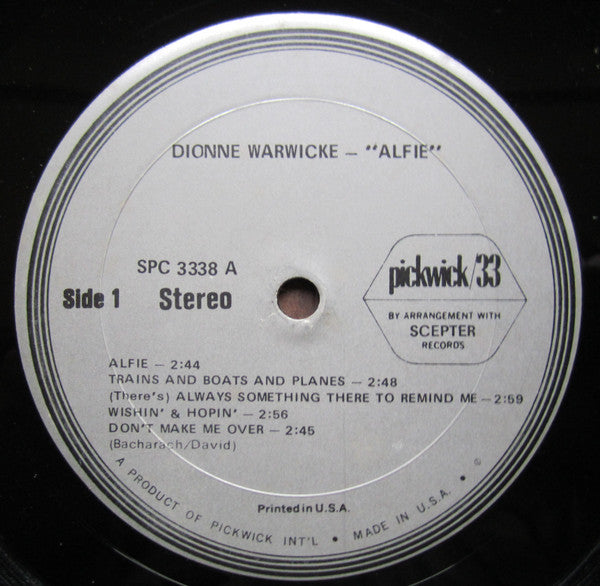 DIONNE WARWICKE – "ALFIE"
SPC 3338 A
Side 1 Stereo
pickwick/33
BY ARRANGEMENT WITH
SCEPTER
RECORDS
ALFIE – 2:44
TRAINS AND BOATS AND PLANES – 2:48
(There's) ALWAYS SOMETHING THERE TO REMIND ME – 2:59
WISHIN' & HOPIN' – 2:56
DON'T MAKE ME OVER – 2:45
(Bacharach/David)
Printed in U.S.A.
A PRODUCT OF PICKWICK INT'L • MADE IN U.S.A. • ©